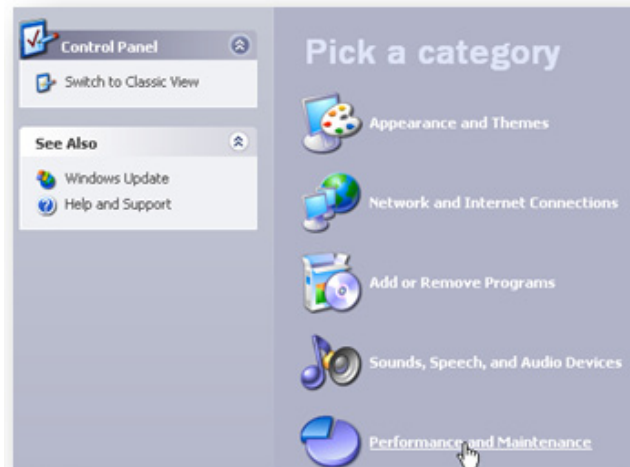 Control Panel
Switch to Classic View
See Also
Windows Update
Help and Support
Pick a category
Appearance and Themes
Network and Internet Connections
Add or Remove Programs
Sounds, Speech, and Audio Devices
Performance and Maintenance